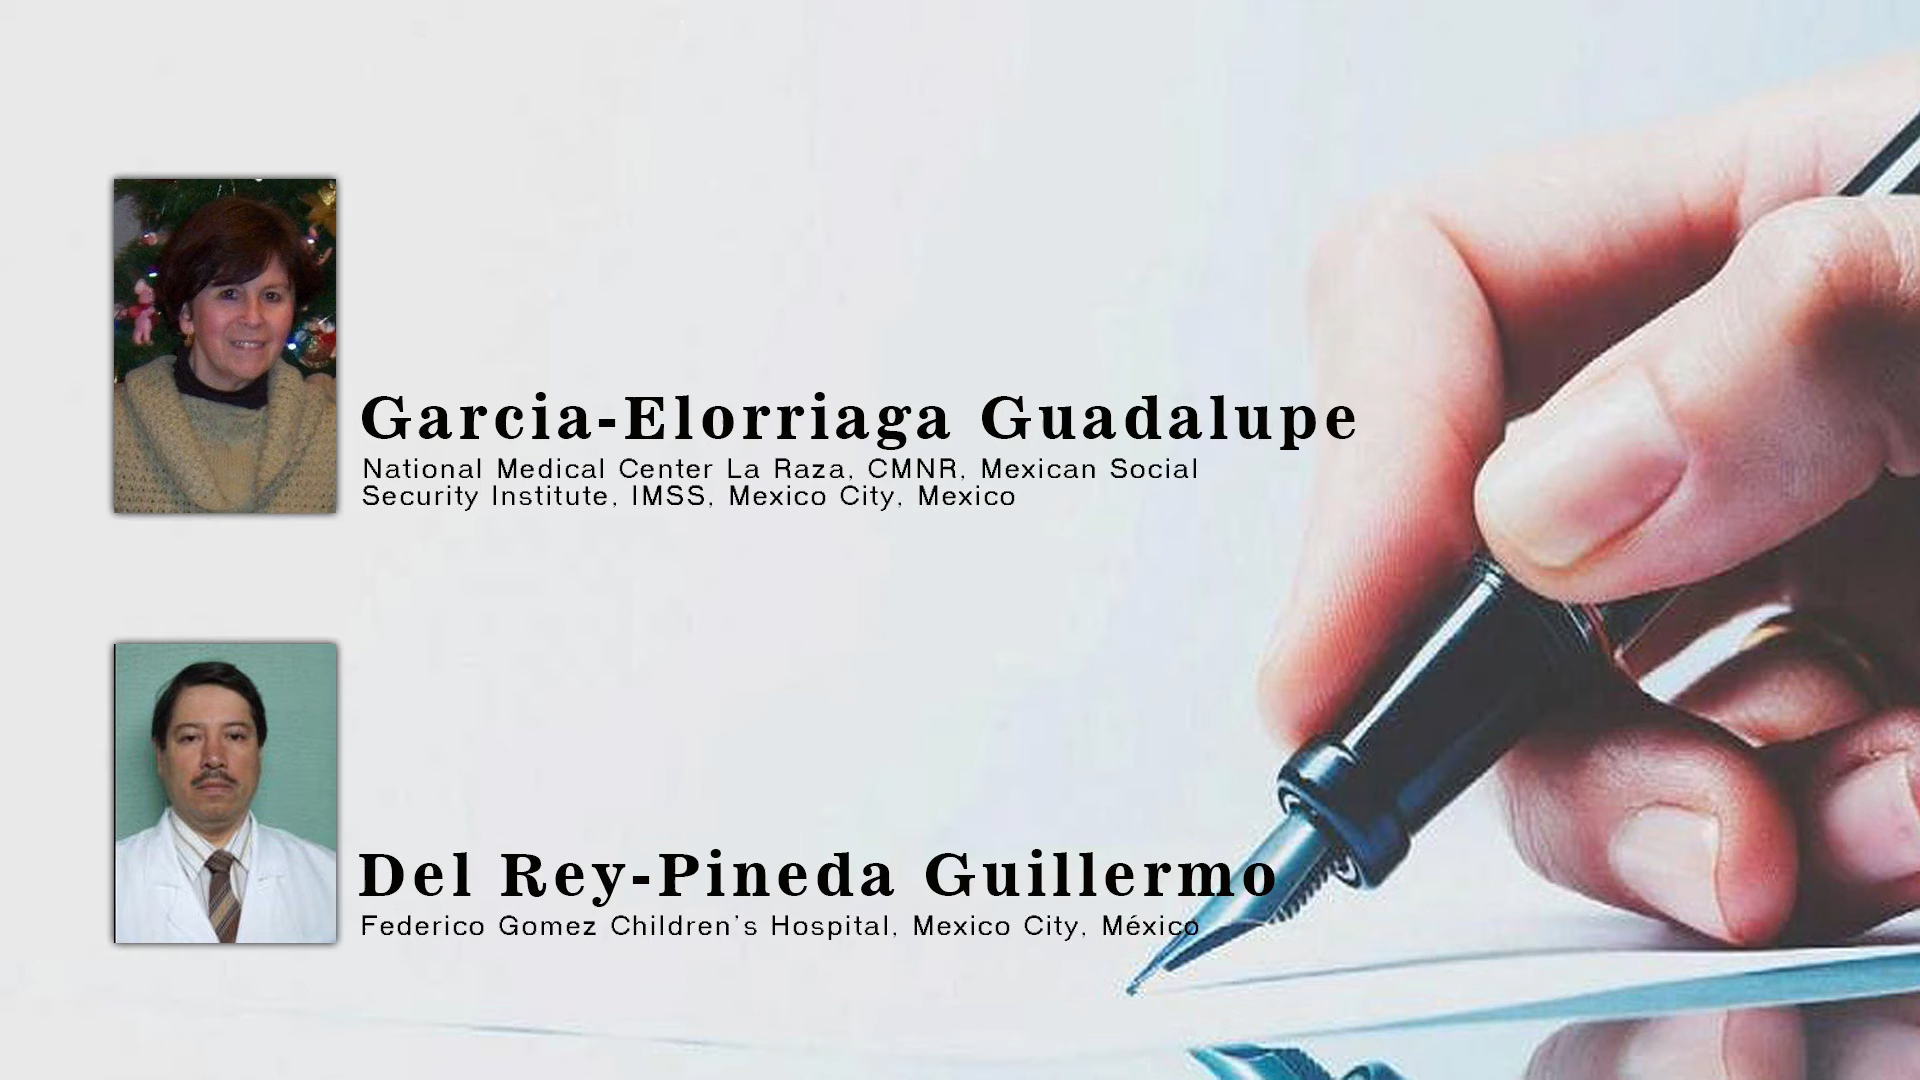 Garcia-Elorriaga Guadalupe
National Medical Center La Raza, CMNR, Mexican Social
Security Institute, IMSS, Mexico City, Mexico
Del Rey-Pineda Guillermo
Federico Gomez Children's Hospital, Mexico City, México